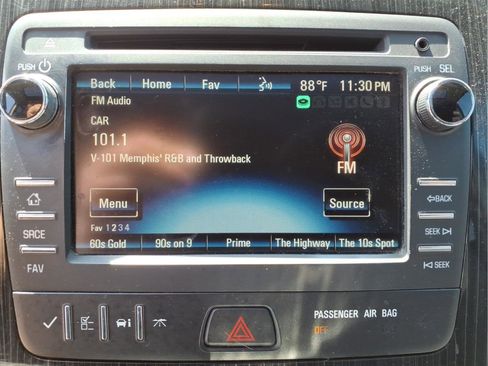 PUSH
PUSH SEL
Back Home Fav 88°F 11:30 PM
FM Audio
CAR
101.1
V-101 Memphis' R&B and Throwback
FM
Menu Source
Fav 1 2 3 4
60s Gold 90s on 9 Prime The Highway The 10s Spot
BACK
SRCE SEEK
FAV SEEK
PASSENGER AIR BAG
OFF